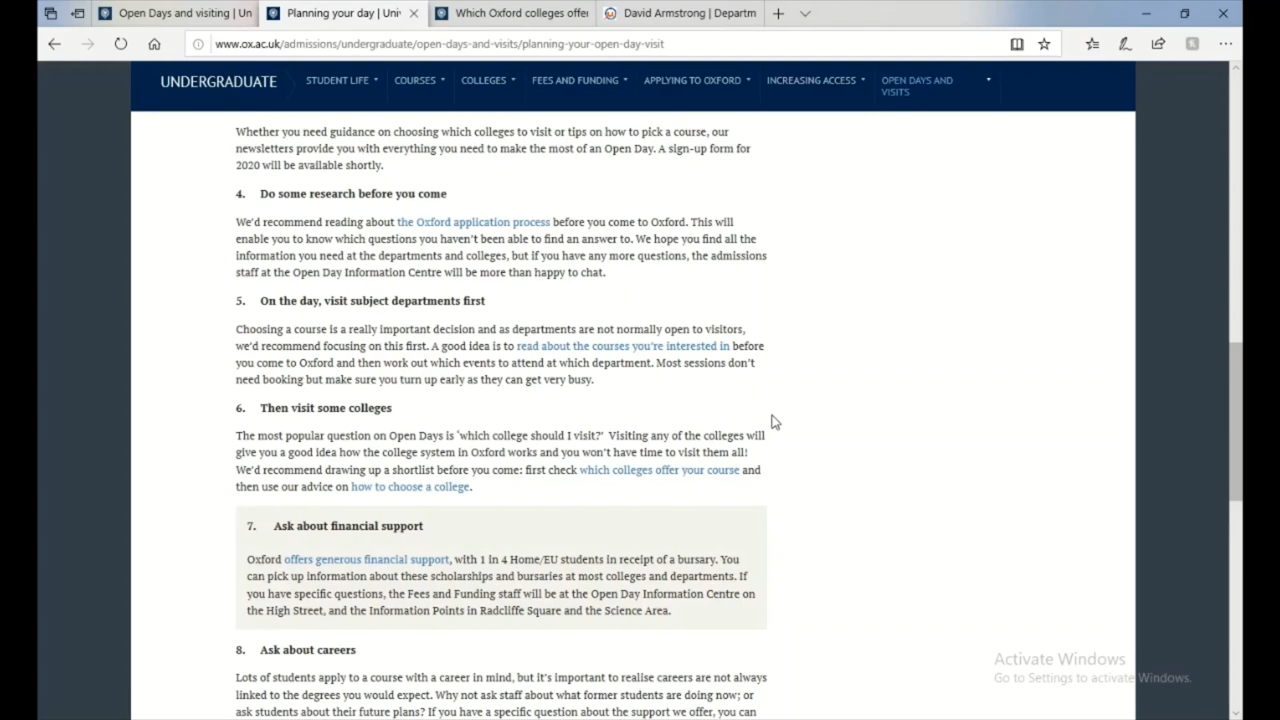 Open Days and visiting | Un
Planning your day | Univ
Which Oxford colleges offer
David Armstrong | Departm
www.ox.ac.uk/admissions/undergraduate/open-days-and-visits/planning-your-open-day-visit
UNDERGRADUATE
STUDENT LIFE
COURSES
COLLEGES
FEES AND FUNDING
APPLYING TO OXFORD
INCREASING ACCESS
OPEN DAYS AND
VISITS
Whether you need guidance on choosing which colleges to visit or tips on how to pick a course, our
newsletters provide you with everything you need to make the most of an Open Day. A sign-up form for
2020 will be available shortly.
4. Do some research before you come
We'd recommend reading about the Oxford application process before you come to Oxford. This will
enable you to know which questions you haven't been able to find an answer to. We hope you find all the
information you need at the departments and colleges, but if you have any more questions, the admissions
staff at the Open Day Information Centre will be more than happy to chat.
5. On the day, visit subject departments first
Choosing a course is a really important decision and as departments are not normally open to visitors,
we'd recommend focusing on this first. A good idea is to read about the courses you're interested in before
you come to Oxford and then work out which events to attend at which department. Most sessions don't
need booking but make sure you turn up early as they can get very busy.
6. Then visit some colleges
The most popular question on Open Days is 'which college should I visit?' Visiting any of the colleges will
give you a good idea how the college system in Oxford works and you won't have time to visit them all!
We'd recommend drawing up a shortlist before you come: first check which colleges offer your course and
then use our advice on how to choose a college.
7. Ask about financial support
Oxford offers generous financial support, with 1 in 4 Home/EU students in receipt of a bursary. You
can pick up information about these scholarships and bursaries at most colleges and departments. If
you have specific questions, the Fees and Funding staff will be at the Open Day Information Centre on
the High Street, and the Information Points in Radcliffe Square and the Science Area.
8. Ask about careers
Lots of students apply to a course with a career in mind, but it's important to realise careers are not always
linked to the degrees you would expect. Why not ask staff about what former students are doing now; or
ask students about their future plans? If you have a specific question about the support we offer, you can
Activate Windows
Go to Settings to activate Windows.